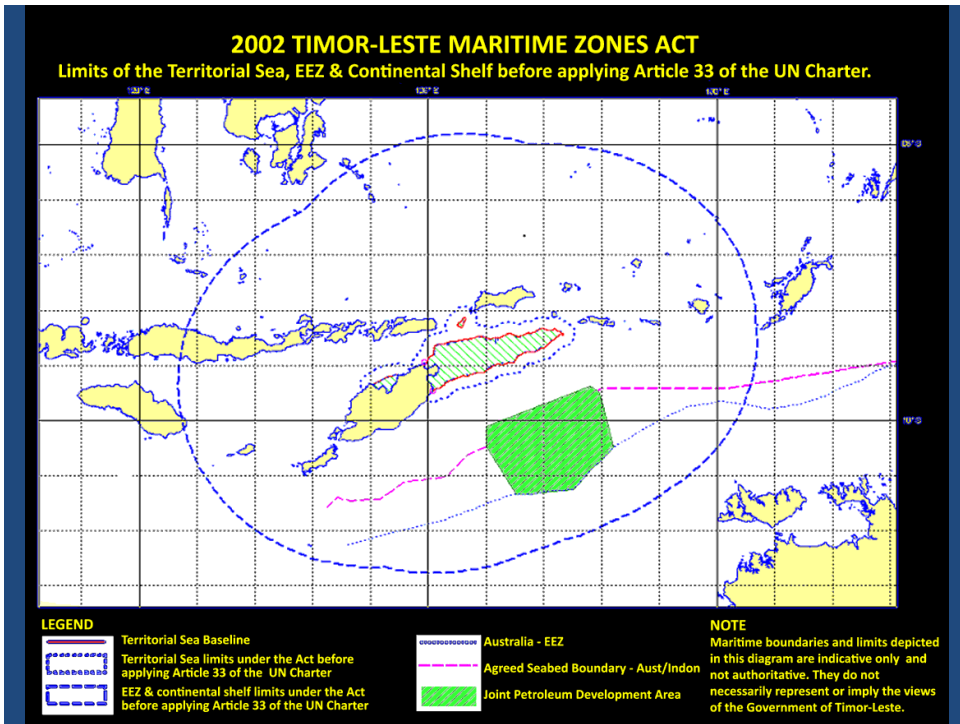 2002 TIMOR-LESTE MARITIME ZONES ACT
Limits of the Territorial Sea, EEZ & Continental Shelf before applying Article 33 of the UN Charter.
10° S
LEGEND
Territorial Sea Baseline
Territorial Sea limits under the Act before
applying Article 33 of the UN Charter
EEZ & continental shelf limits under the Act
before applying Article 33 of the UN Charter
Australia - EEZ
Agreed Seabed Boundary - Aust/Indon
Joint Petroleum Development Area
NOTE
Maritime boundaries and limits depicted
in this diagram are indicative only and
not authoritative. They do not
necessarily represent or imply the views
of the Government of Timor-Leste.